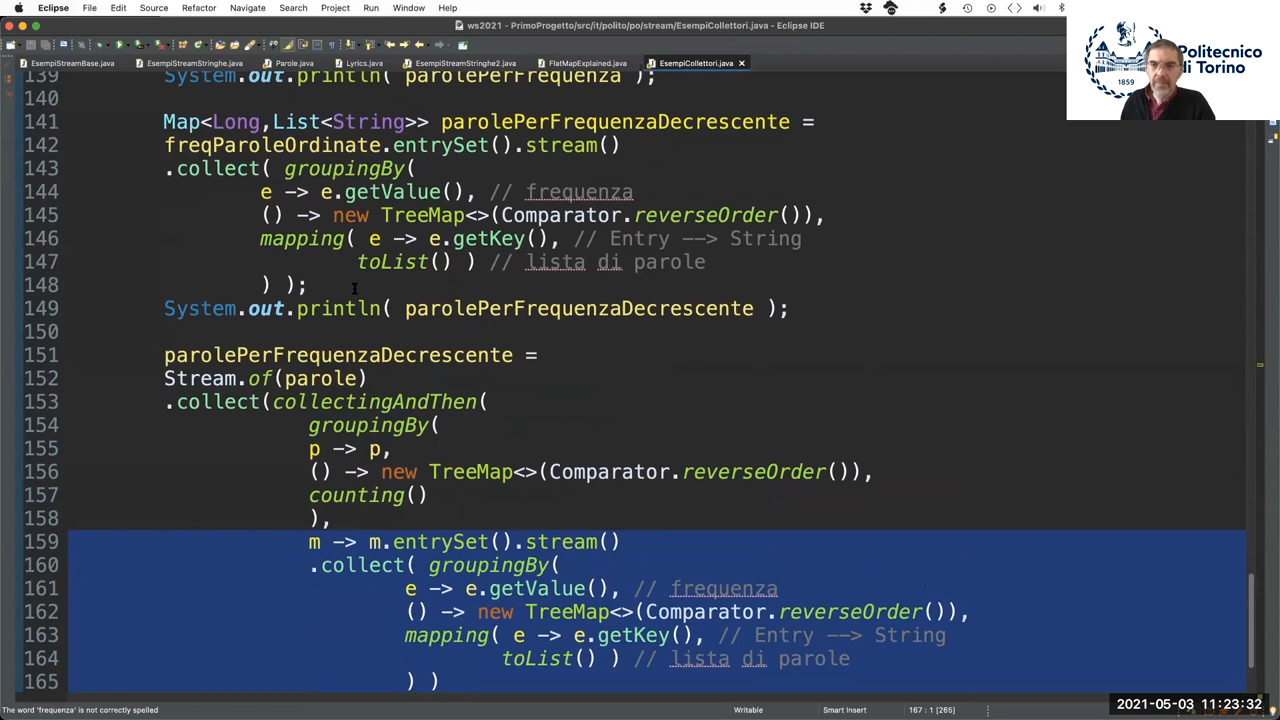 Eclipse File Edit Source Refactor Navigate Search Project Run Window Help
ws2021 - PrimoProgetto/src/it/polito/po/stream/EsempiCollettori.java - Eclipse IDE
EsempiStreamBase.java EsempiStreamStringhe.java Parole.java Lyrics.java EsempiStreamStringhe2.java FlatMapExplained.java EsempiCollettori.java
Politecnico
di Torino
1859
139 System.out.println( parolePerFrequenza );
140
141 Map<Long,List<String>> parolePerFrequenzaDecrescente =
142 freqParoleOrdinate.entrySet().stream()
143 .collect( groupingBy(
144 e -> e.getValue(), // frequenza
145 () -> new TreeMap<>(Comparator.reverseOrder()),
146 mapping( e -> e.getKey(), // Entry --> String
147 toList() ) // lista di parole
148 ) );
149 System.out.println( parolePerFrequenzaDecrescente );
150
151 parolePerFrequenzaDecrescente =
152 Stream.of(parole)
153 .collect(collectingAndThen(
154 groupingBy(
155 p -> p,
156 () -> new TreeMap<>(Comparator.reverseOrder()),
157 counting()
158 ),
159 m -> m.entrySet().stream()
160 .collect( groupingBy(
161 e -> e.getValue(), // frequenza
162 () -> new TreeMap<>(Comparator.reverseOrder()),
163 mapping( e -> e.getKey(), // Entry --> String
164 toList() ) // lista di parole
165 ) )
The word 'frequenza' is not correctly spelled Writable Smart Insert 167 : 1 [265]
2021-05-03 11:23:32